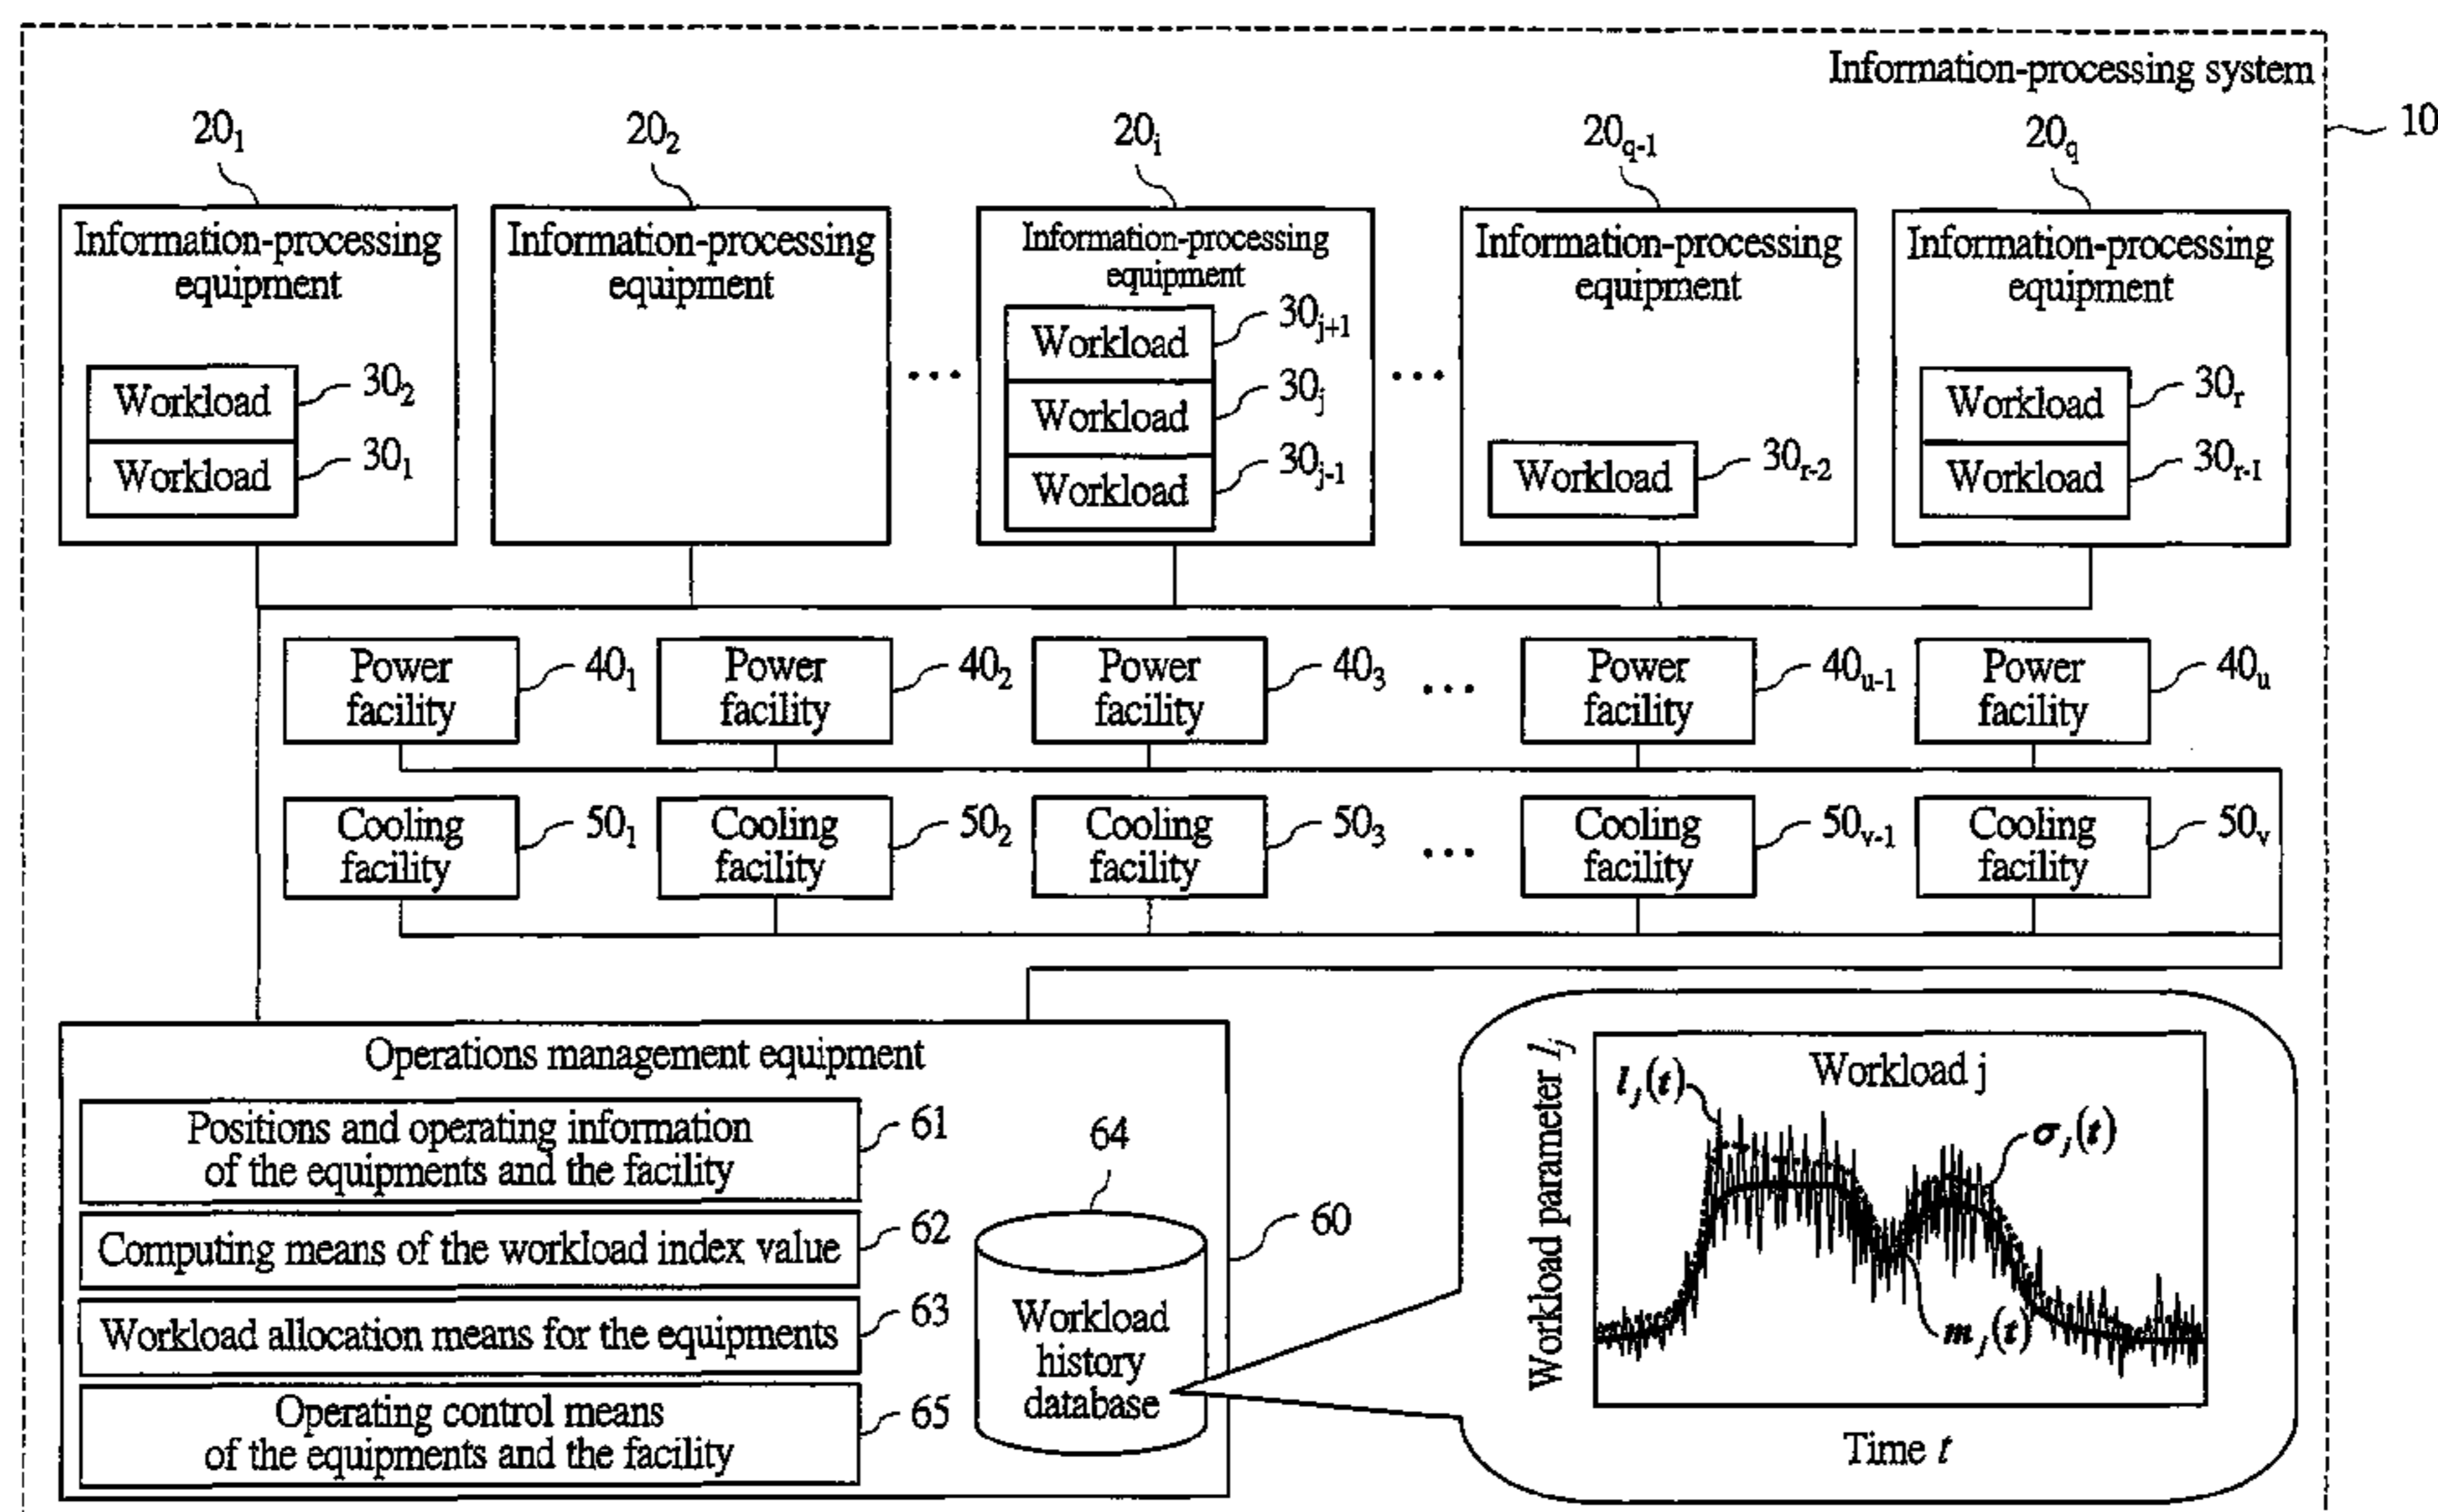 Information-processing system
10
20₁
20₂
20ᵢ
20q-1
20q
Information-processing
equipment
Information-processing
equipment
Information-processing
equipment
Information-processing
equipment
Information-processing
equipment
Workload 30₂
Workload 30₁
Workload 30j+1
Workload 30j
Workload 30j-1
...
...
Workload 30r-2
Workload 30r
Workload 30r-1
Power
facility
40₁
Power
facility
40₂
Power
facility
40₃
...
Power
facility
40u-1
Power
facility
40u
Cooling
facility
50₁
Cooling
facility
50₂
Cooling
facility
50₃
...
Cooling
facility
50v-1
Cooling
facility
50v
Operations management equipment
Positions and operating information
of the equipments and the facility
61
Computing means of the workload index value
62
Workload allocation means for the equipments
63
Operating control means
of the equipments and the facility
65
64
Workload
history
database
60
Workload parameter lj
Workload j
lj(t)
σj(t)
mj(t)
Time t